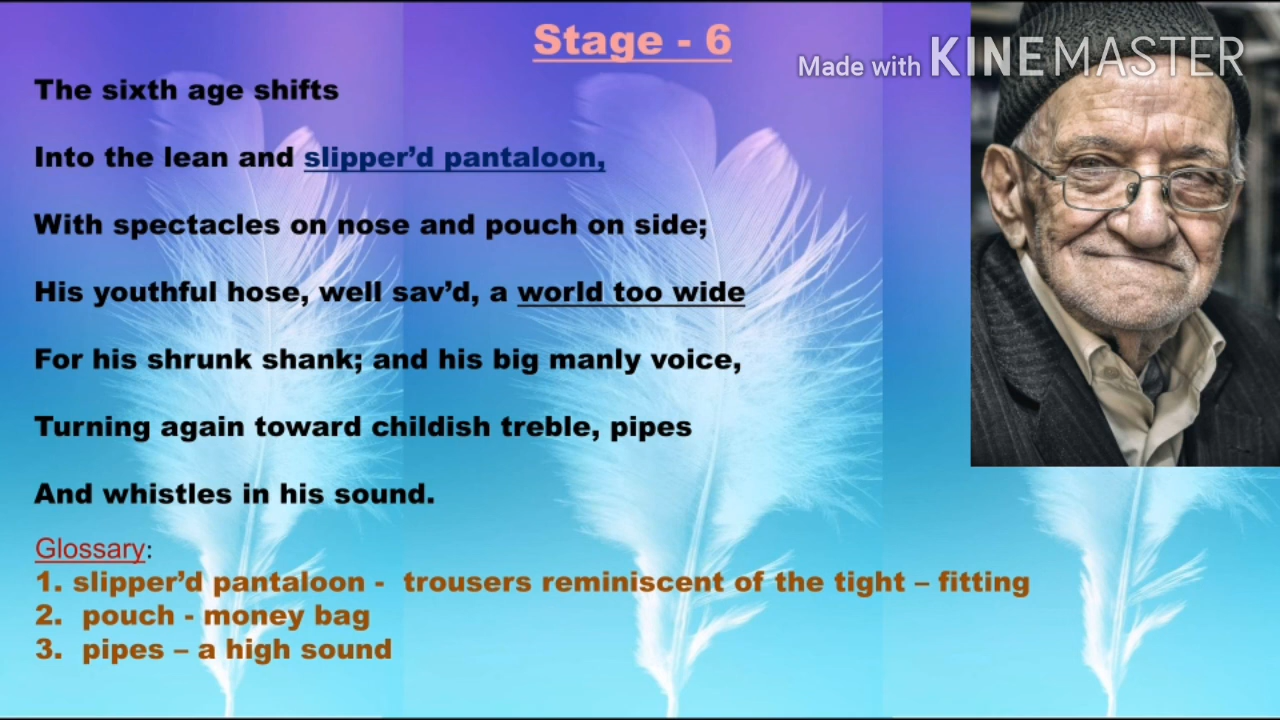 Stage - 6
Made with KINEMASTER
The sixth age shifts
Into the lean and slipper’d pantaloon,
With spectacles on nose and pouch on side;
His youthful hose, well sav’d, a world too wide
For his shrunk shank; and his big manly voice,
Turning again toward childish treble, pipes
And whistles in his sound.
Glossary:
1. slipper’d pantaloon - trousers reminiscent of the tight – fitting
2. pouch - money bag
3. pipes – a high sound